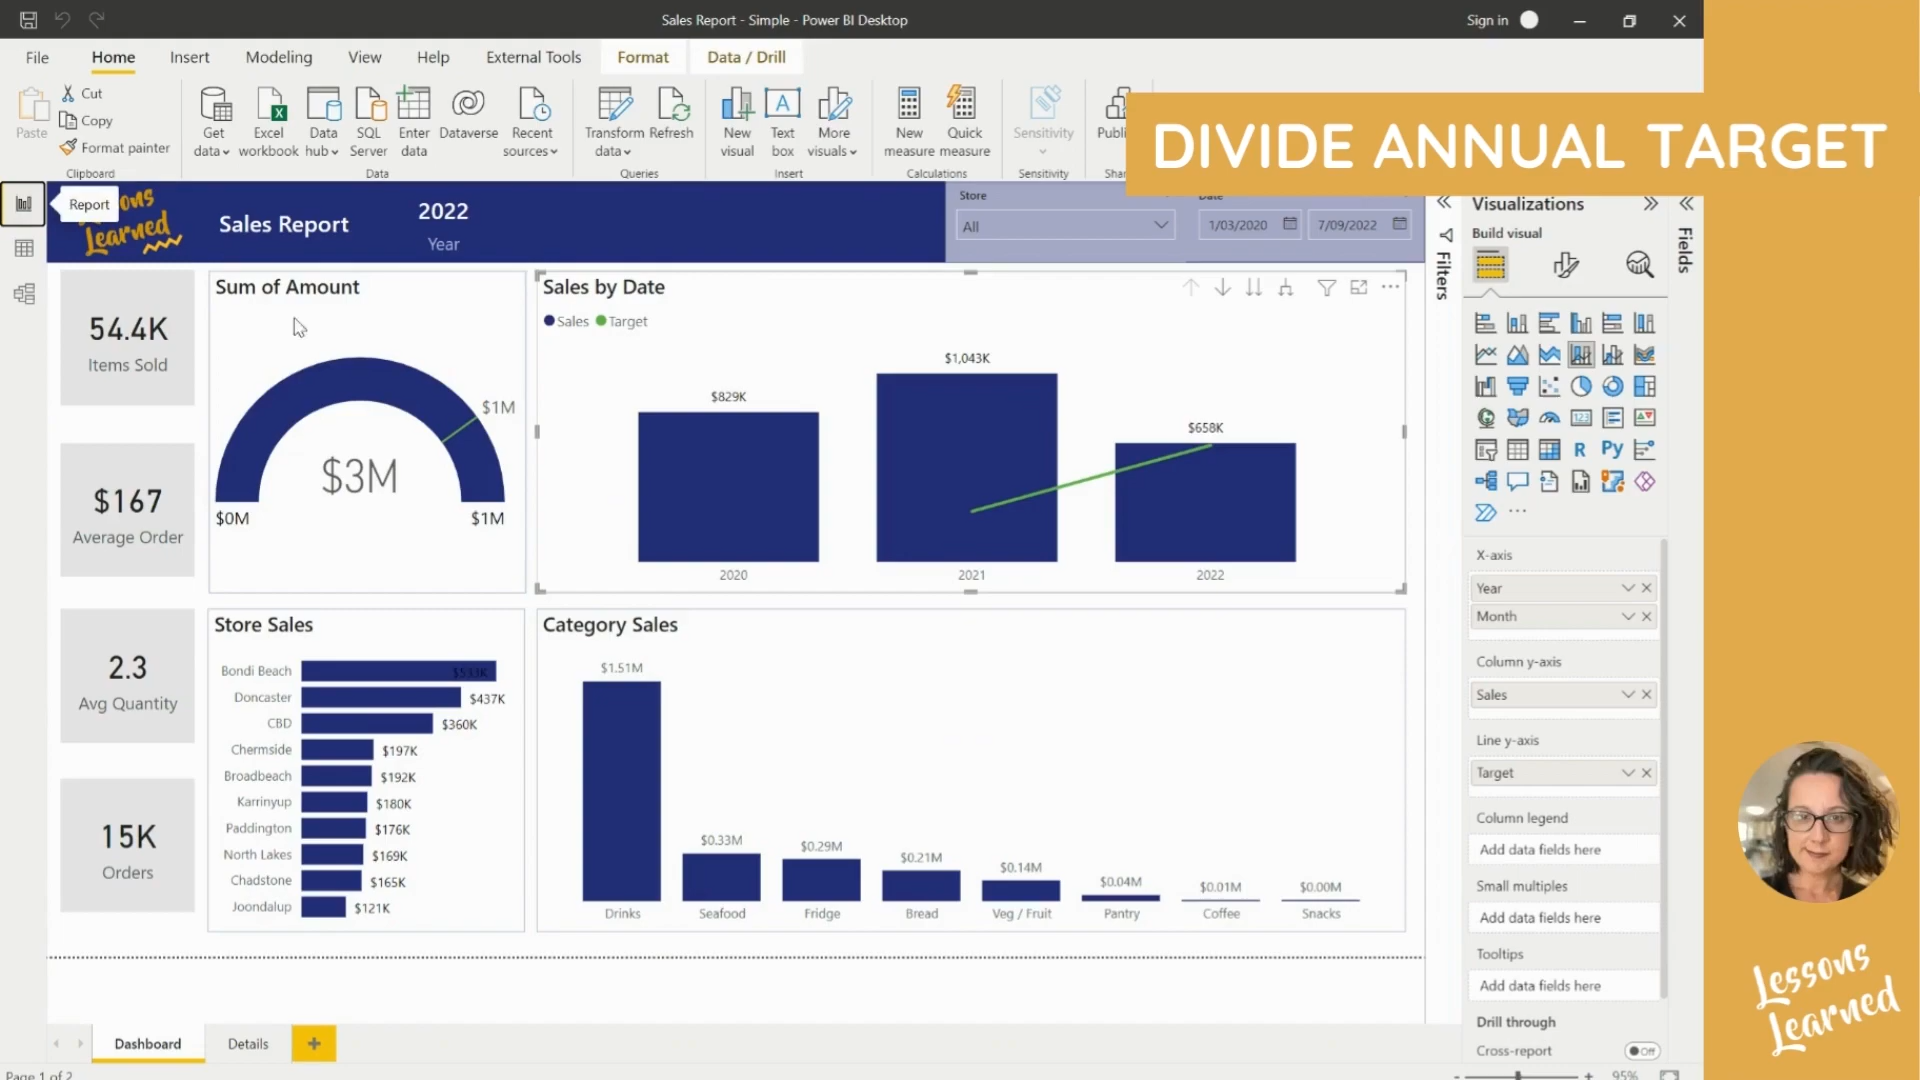 Sales Report - Simple - Power BI Desktop
Sign in
File
Home
Insert
Modeling
View
Help
External Tools
Format
Data / Drill
Paste
Cut
Copy
Format painter
Clipboard
Get data
Excel workbook
Data hub
SQL Server
Enter data
Dataverse
Recent sources
Data
Transform data
Refresh
Queries
New visual
Text box
More visuals
Insert
New measure
Quick measure
Calculations
Sensitivity
Sensitivity
DIVIDE ANNUAL TARGET
Report
Learned
Sales Report
2022
Year
Store
All
Date
1/03/2020
7/09/2022
54.4K
Items Sold
$167
Average Order
2.3
Avg Quantity
15K
Orders
Sum of Amount
$1M
$3M
$0M
$1M
Sales by Date
Sales
Target
$829K
$1,043K
$658K
2020
2021
2022
Store Sales
Bondi Beach $533K
Doncaster $437K
CBD $360K
Chermside $197K
Broadbeach $192K
Karrinyup $180K
Paddington $176K
North Lakes $169K
Chadstone $165K
Joondalup $121K
Category Sales
$1.51M
$0.33M
$0.29M
$0.21M
$0.14M
$0.04M
$0.01M
$0.00M
Drinks
Seafood
Fridge
Bread
Veg / Fruit
Pantry
Coffee
Snacks
Filters
Visualizations
Build visual
Fields
123
R
Py
X-axis
Year
Month
Column y-axis
Sales
Line y-axis
Target
Column legend
Add data fields here
Small multiples
Add data fields here
Tooltips
Add data fields here
Drill through
Cross-report
Off
Dashboard
Details
Page 1 of 2
95%
Lessons
Learned